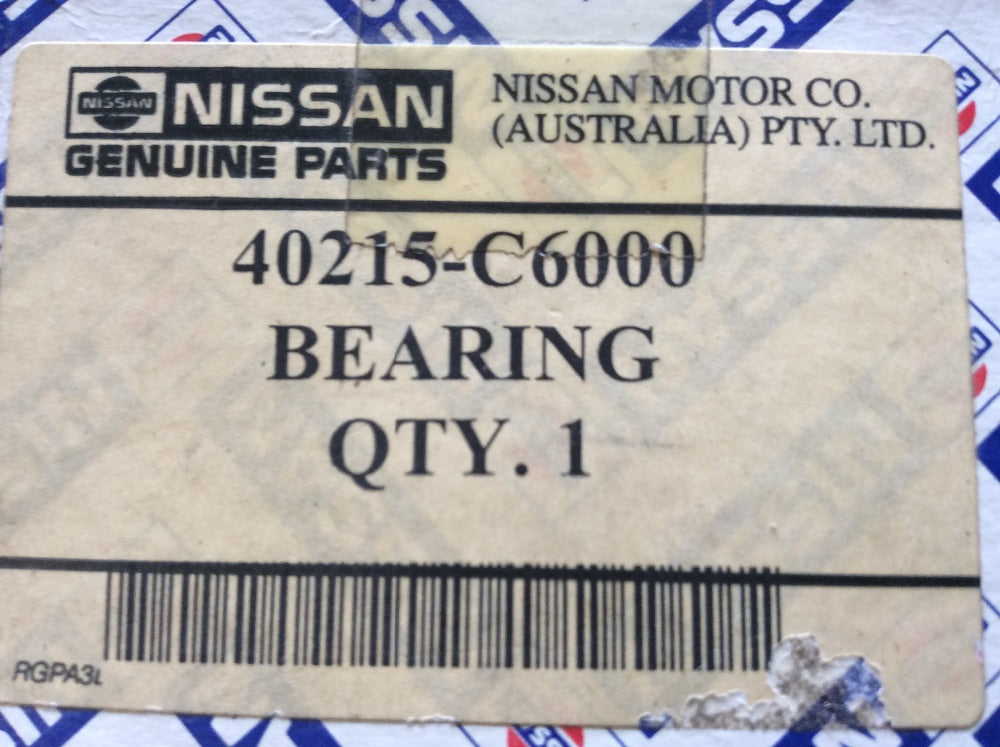 NISSAN NISSAN
GENUINE PARTS
NISSAN MOTOR CO.
(AUSTRALIA) PTY. LTD.
40215-C6000
BEARING
QTY. 1
RGPA3L